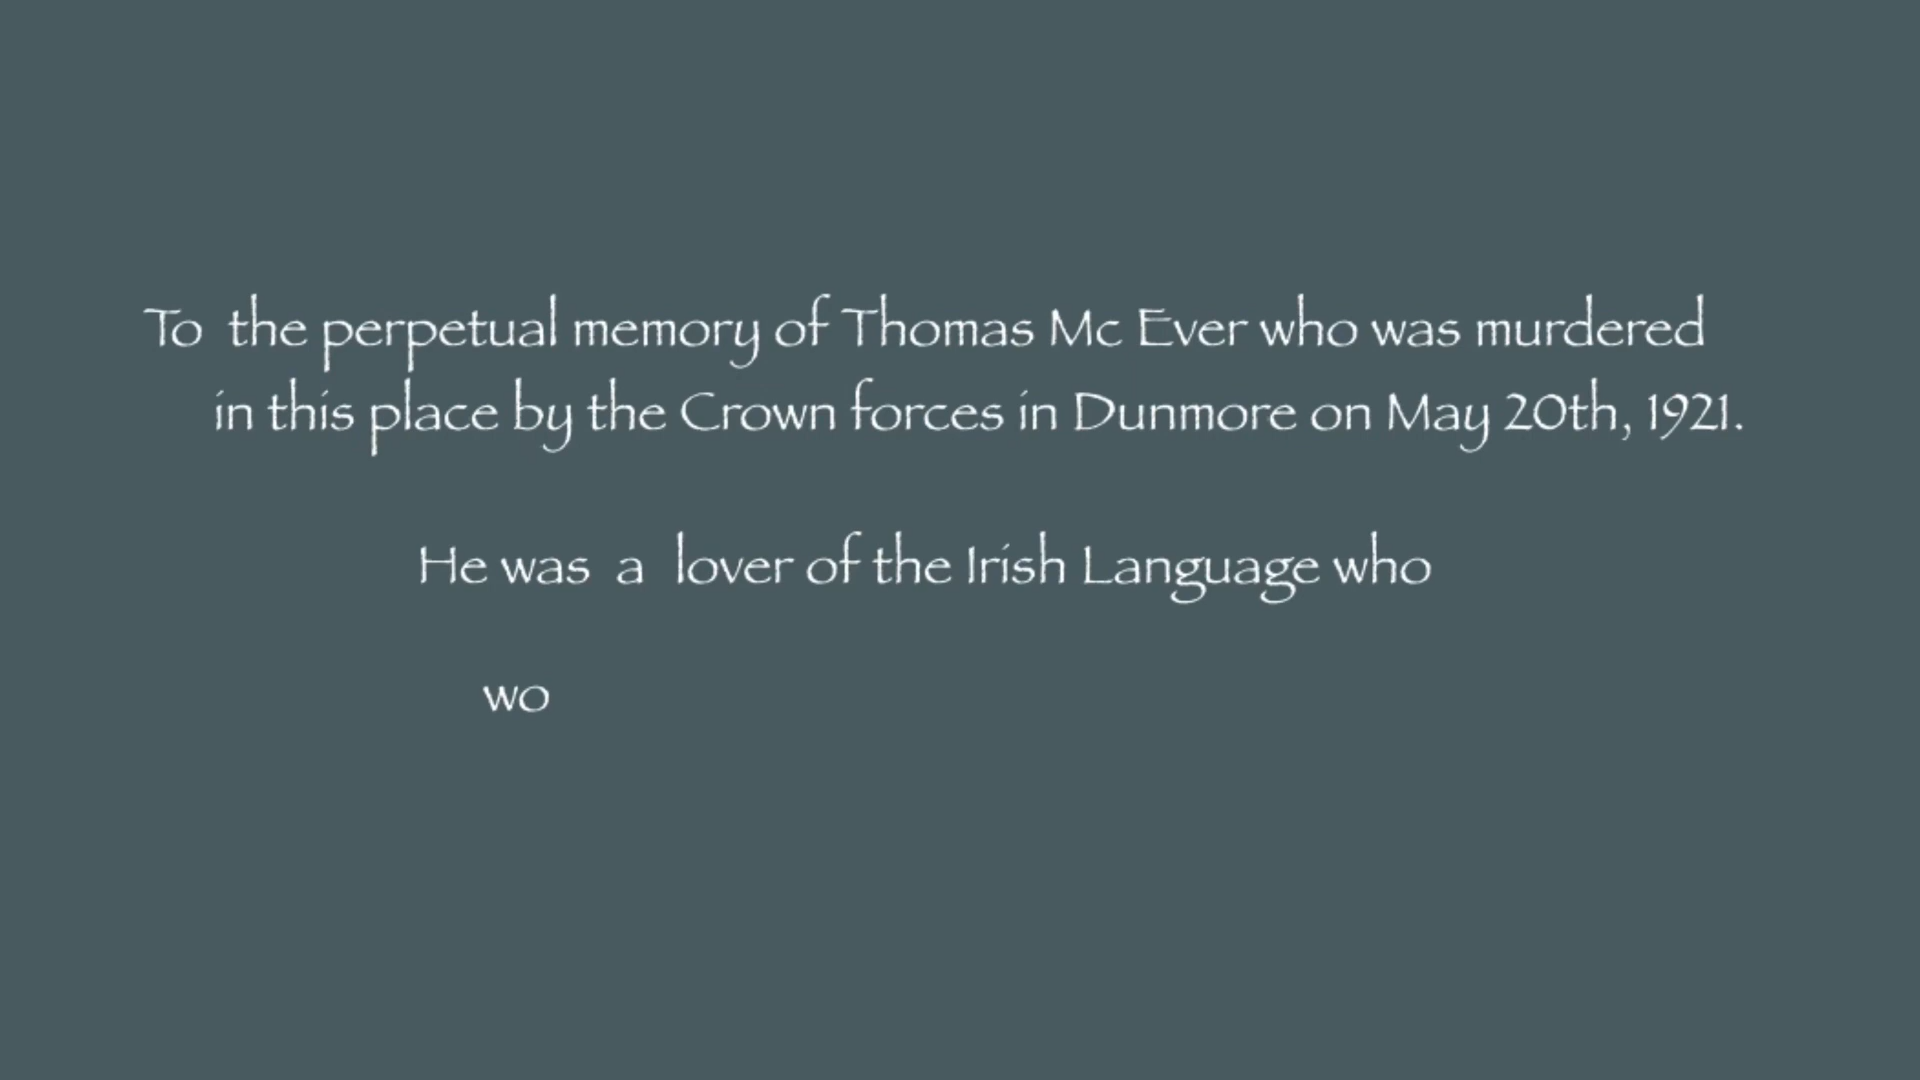 To the perpetual memory of Thomas Mc Ever who was murdered
in this place by the Crown forces in Dunmore on May 20th, 1921.
He was a lover of the Irish Language who
wo